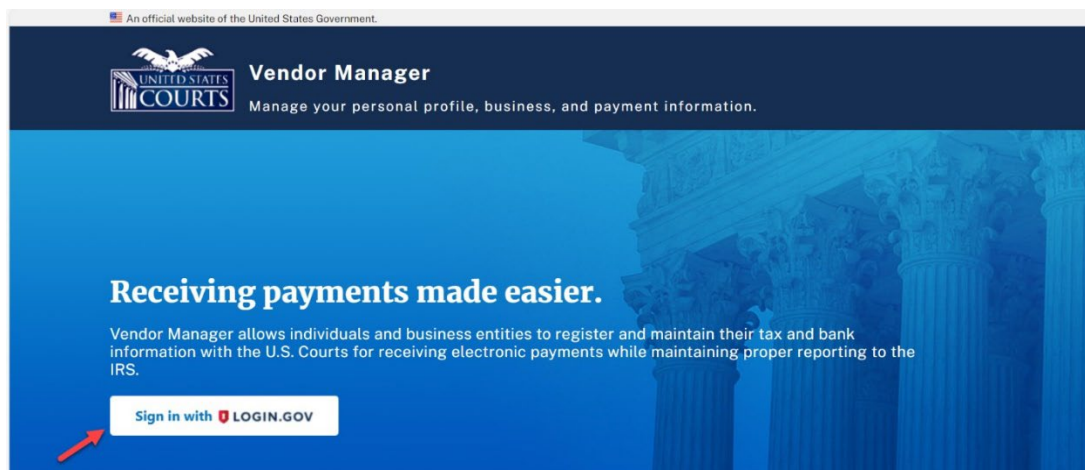 An official website of the United States Government.
UNITED STATES
COURTS
Vendor Manager
Manage your personal profile, business, and payment information.
Receiving payments made easier.
Vendor Manager allows individuals and business entities to register and maintain their tax and bank
information with the U.S. Courts for receiving electronic payments while maintaining proper reporting to the
IRS.
Sign in with LOGIN.GOV